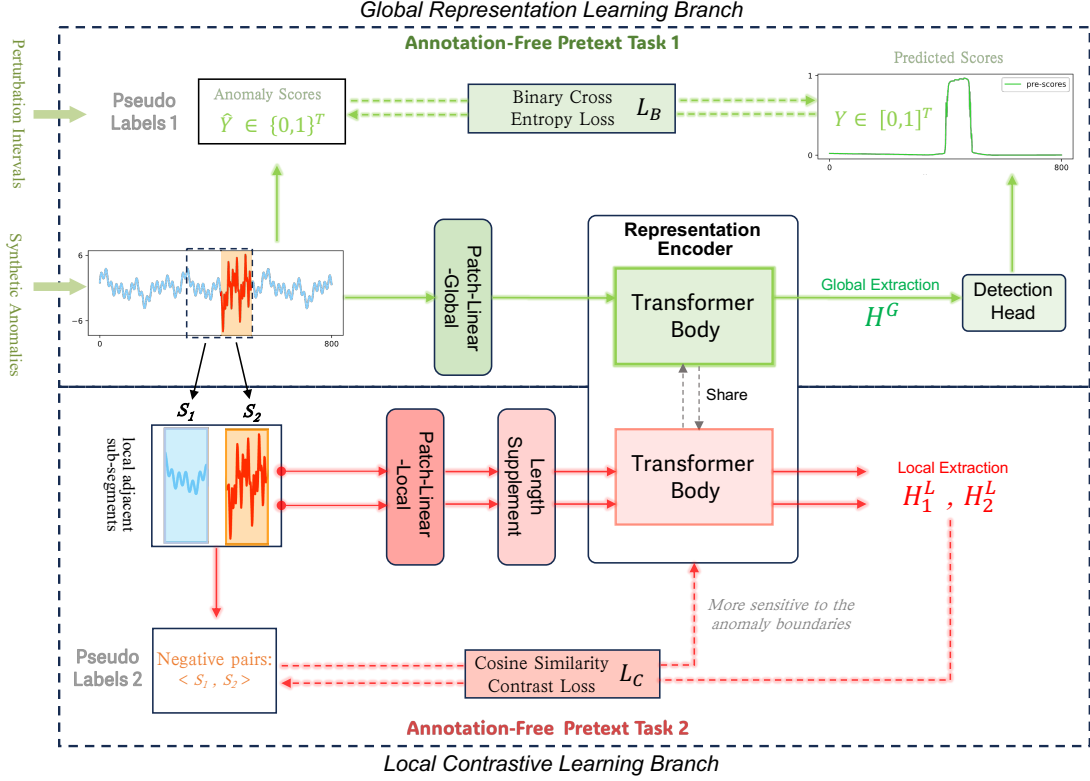 Global Representation Learning Branch
Annotation-Free Pretext Task 1
Perturbation Intervals
Pseudo
Labels 1
Anomaly Scores
Ŷ ∈ {0,1}^T
Binary Cross
Entropy Loss
L_B
Predicted Scores
1
0
pre-scores
Y ∈ [0,1]^T
0
800
Synthetic Anomalies
6
−6
0
800
Patch-Linear
-Global
Representation
Encoder
Transformer
Body
Global Extraction
H^G
Detection
Head
Share
S_1
S_2
local adjacent
sub-segments
Patch-Linear
-Local
Length
Supplement
Transformer
Body
Local Extraction
H_1^L , H_2^L
More sensitive to the
anomaly boundaries
Pseudo
Labels 2
Negative pairs:
< S_1 , S_2 >
Cosine Similarity
Contrast Loss
L_C
Annotation-Free Pretext Task 2
Local Contrastive Learning Branch